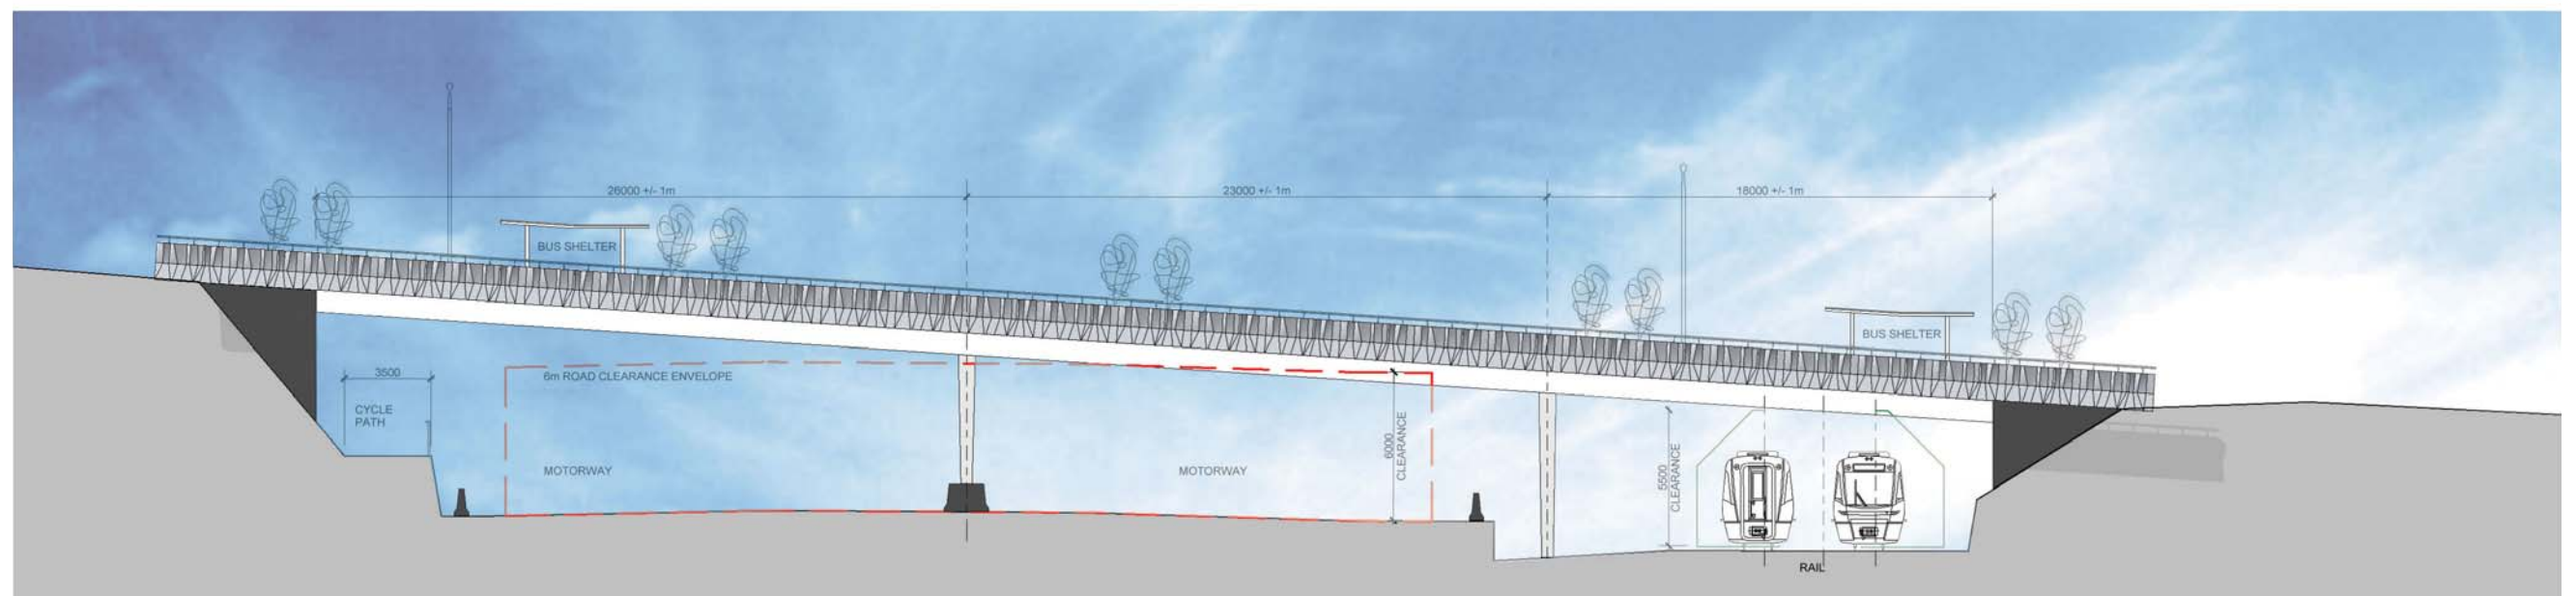 26000 +/- 1m
23000 +/- 1m
18000 +/- 1m
BUS SHELTER
BUS SHELTER
3500
6m ROAD CLEARANCE ENVELOPE
CYCLE
PATH
6000
CLEARANCE
5500
CLEARANCE
MOTORWAY
MOTORWAY
RAIL